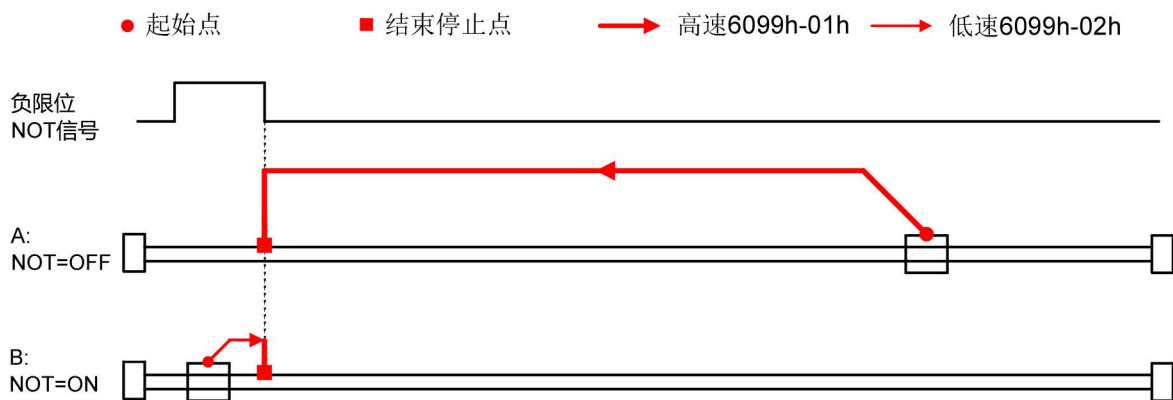 起始点 结束停止点 高速6099h-01h 低速6099h-02h
负限位
NOT信号
A:
NOT=OFF
B:
NOT=ON